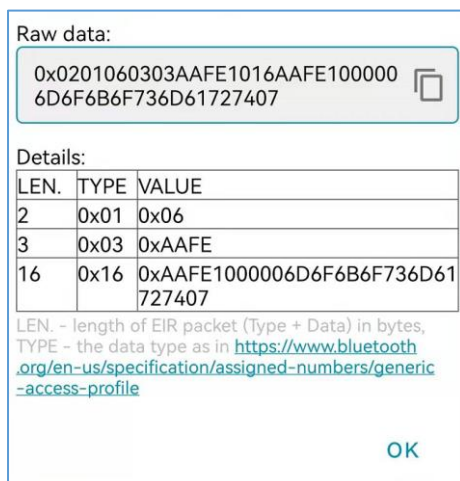 Raw data:
0x0201060303AAFE1016AAFE100000
6D6F6B6F736D61727407
Details:
LEN. TYPE VALUE
2 0x01 0x06
3 0x03 0xAAFE
16 0x16 0xAAFE1000006D6F6B6F736D61
727407
LEN. - length of EIR packet (Type + Data) in bytes,
TYPE - the data type as in https://www.bluetooth
.org/en-us/specification/assigned-numbers/generic
-access-profile
OK